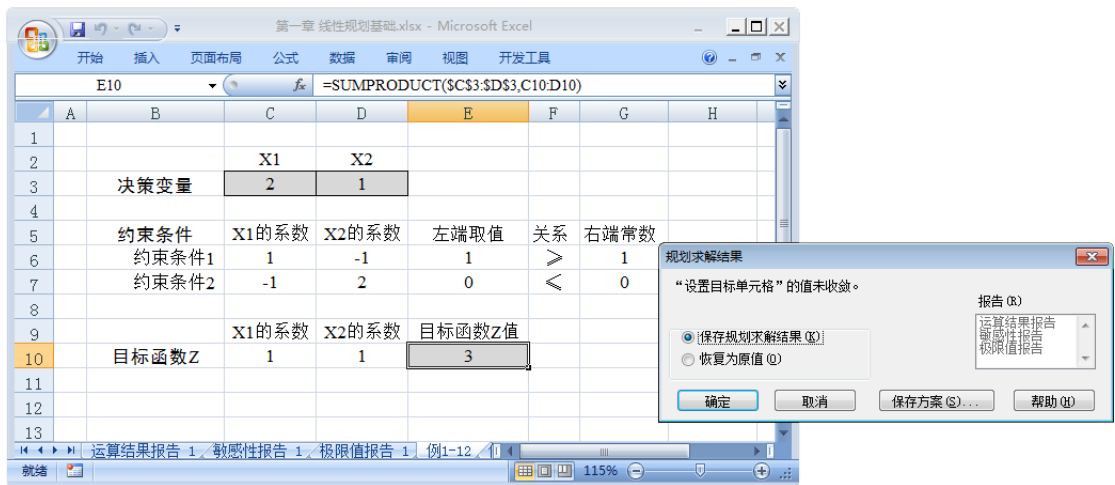 第一章 线性规划基础.xlsx - Microsoft Excel
开始 插入 页面布局 公式 数据 审阅 视图 开发工具
E10 fx =SUMPRODUCT($C$3:$D$3,C10:D10)
A B C D E F G H
1
2 X1 X2
3 决策变量 2 1
4
5 约束条件 X1的系数 X2的系数 左端取值 关系 右端常数
6 约束条件1 1 -1 1 ≥ 1
7 约束条件2 -1 2 0 ≤ 0
8
9 X1的系数 X2的系数 目标函数Z值
10 目标函数Z 1 1 3
11
12
13
运算结果报告 1 敏感性报告 1 极限值报告 1 例1-12
就绪 115%
规划求解结果
“设置目标单元格”的值未收敛。
报告(R)
运算结果报告
敏感性报告
极限值报告
保存规划求解结果(K)
恢复为原值(O)
确定 取消 保存方案(S)... 帮助(H)